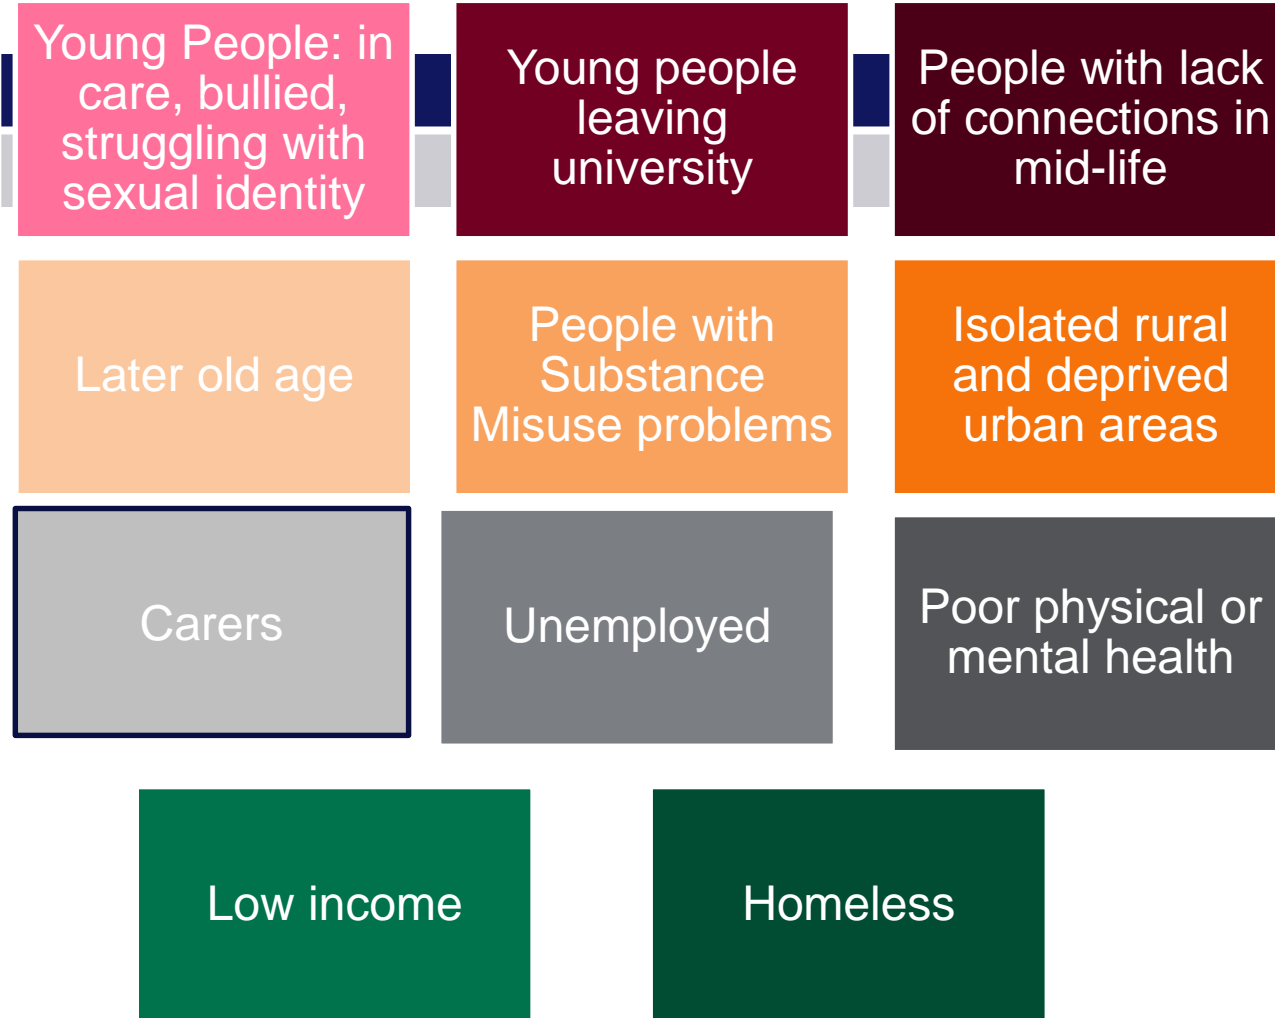 Young People: in
care, bullied,
struggling with
sexual identity
Young people
leaving
university
People with lack
of connections in
mid-life
Later old age
People with
Substance
Misuse problems
Isolated rural
and deprived
urban areas
Carers
Unemployed
Poor physical or
mental health
Low income
Homeless